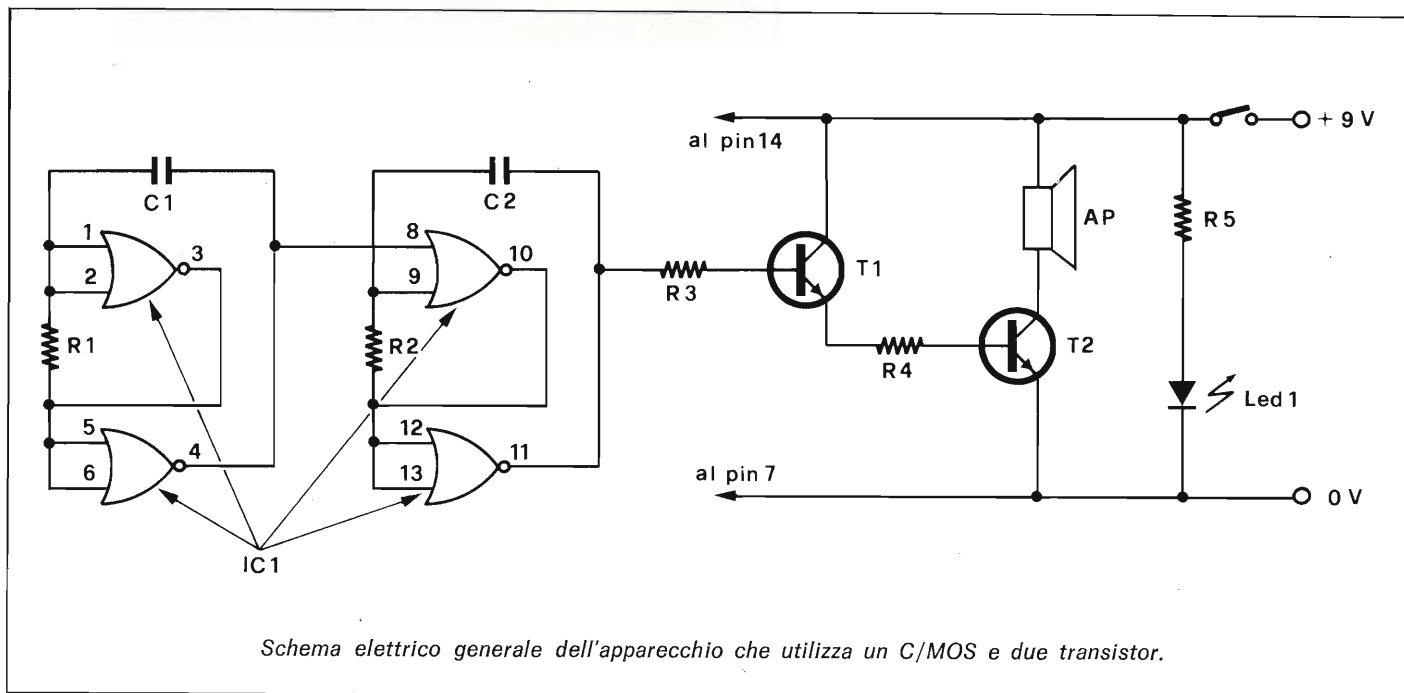 al pin 14
+ 9 V
C1
C2
1
2
3
8
9
10
R3
T1
AP
R5
R1
R2
R4
T2
Led 1
5
6
4
12
13
11
al pin 7
0 V
IC1
Schema elettrico generale dell'apparecchio che utilizza un C/MOS e due transistor.